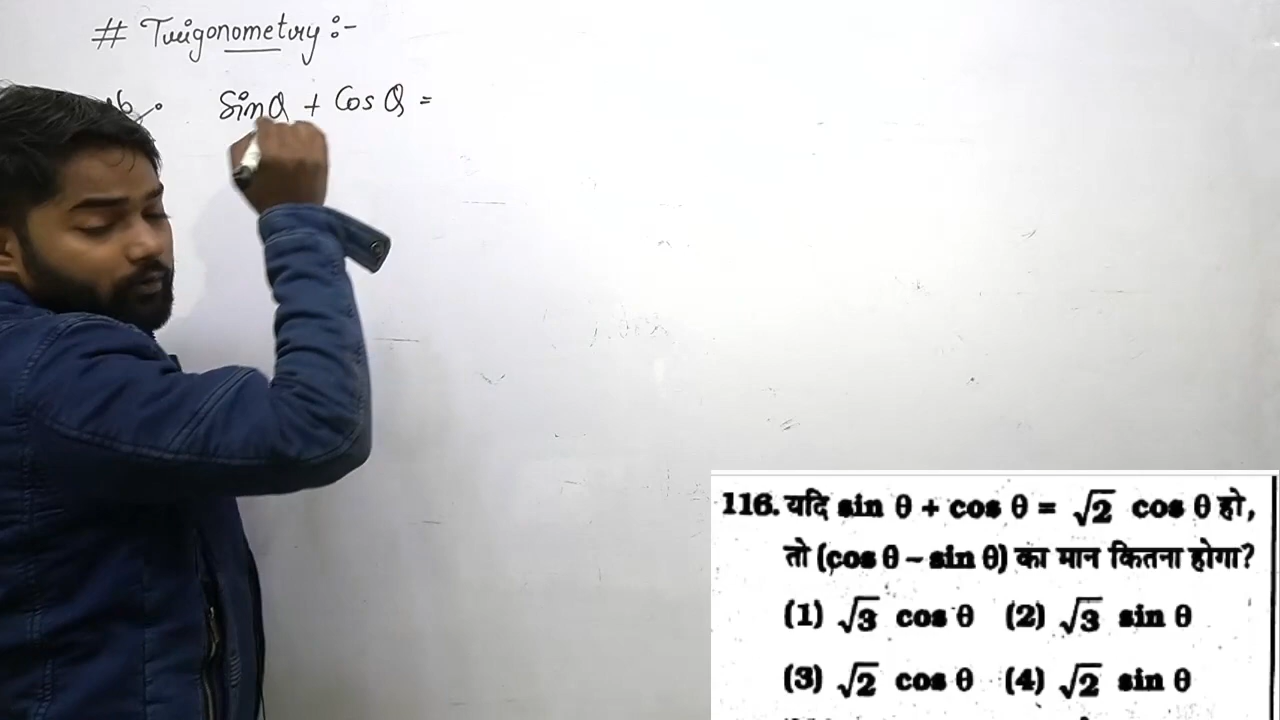 # Trigonometry :-
Sinθ + Cos θ =
116. यदि sin θ + cos θ = √2 cos θ हो,
तो (cos θ – sin θ) का मान कितना होगा?
(1) √3 cos θ (2) √3 sin θ
(3) √2 cos θ (4) √2 sin θ